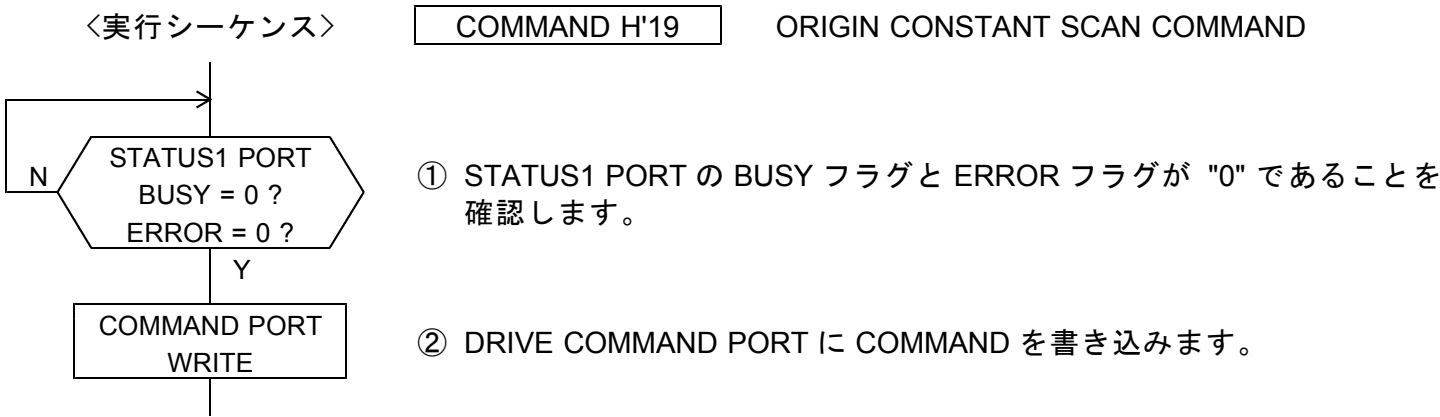 〈実行シーケンス〉 COMMAND H'19 ORIGIN CONSTANT SCAN COMMAND
N
STATUS1 PORT
BUSY = 0 ?
ERROR = 0 ?
Y
① STATUS1 PORT の BUSY フラグと ERROR フラグが "0" であることを
確認します。
COMMAND PORT
WRITE
② DRIVE COMMAND PORT に COMMAND を書き込みます。